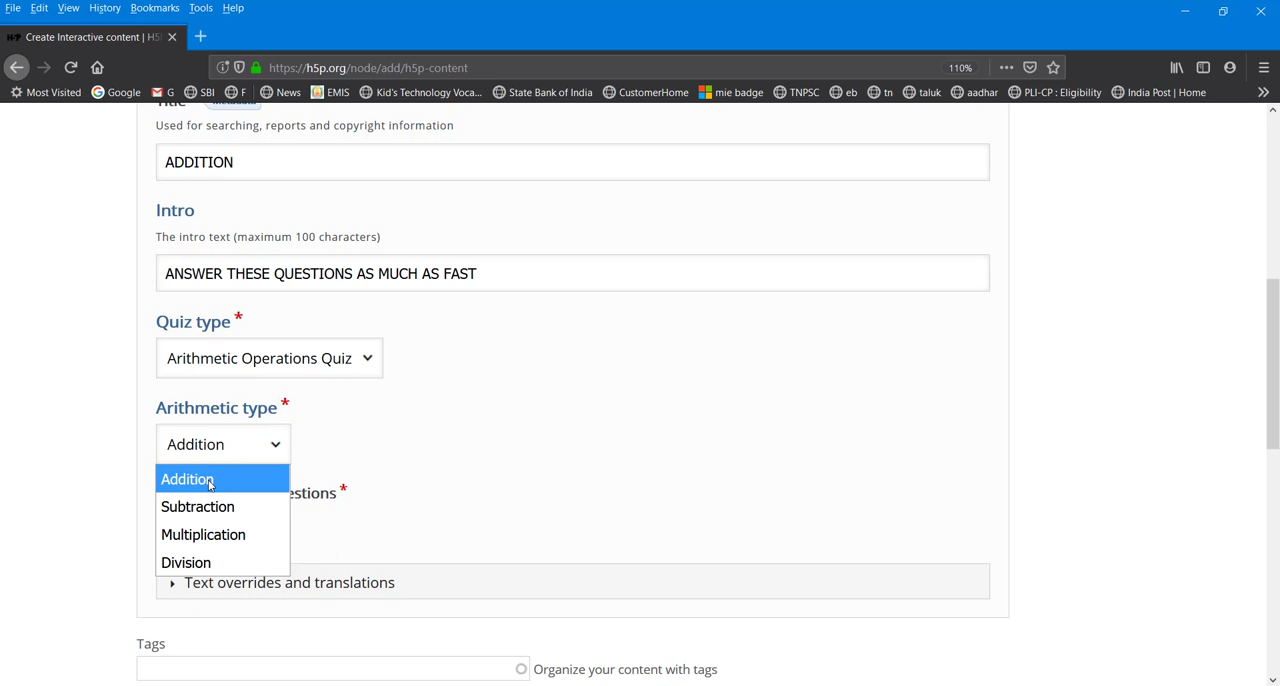 File Edit View History Bookmarks Tools Help
H5P Create Interactive content | H5
https://h5p.org/node/add/h5p-content 110%
Most Visited Google G SBI F News EMIS Kid's Technology Voca... State Bank of India CustomerHome mie badge TNPSC eb tn taluk aadhar PLI-CP : Eligibility India Post | Home
Used for searching, reports and copyright information
ADDITION
Intro
The intro text (maximum 100 characters)
ANSWER THESE QUESTIONS AS MUCH AS FAST
Quiz type *
Arithmetic Operations Quiz
Arithmetic type *
Addition
Addition
estions *
Subtraction
Multiplication
Division
Text overrides and translations
Tags
Organize your content with tags